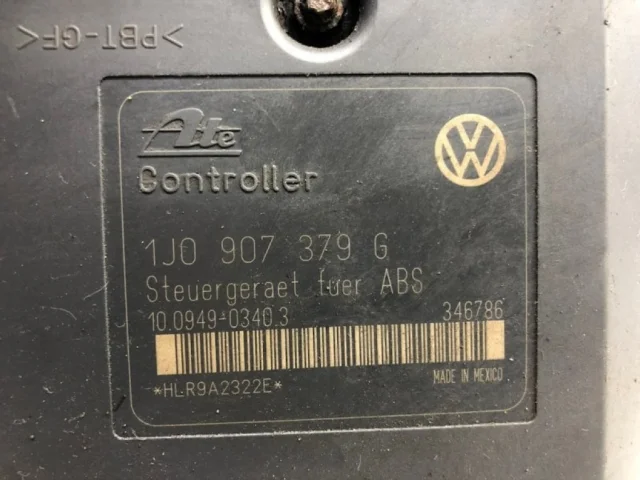 >PBT-GF<
Ate
Controller
1J0 907 379 G
Steuergeraet fuer ABS
10.0949-0340.3 346786
*HLR9A2322E*
MADE IN MEXICO